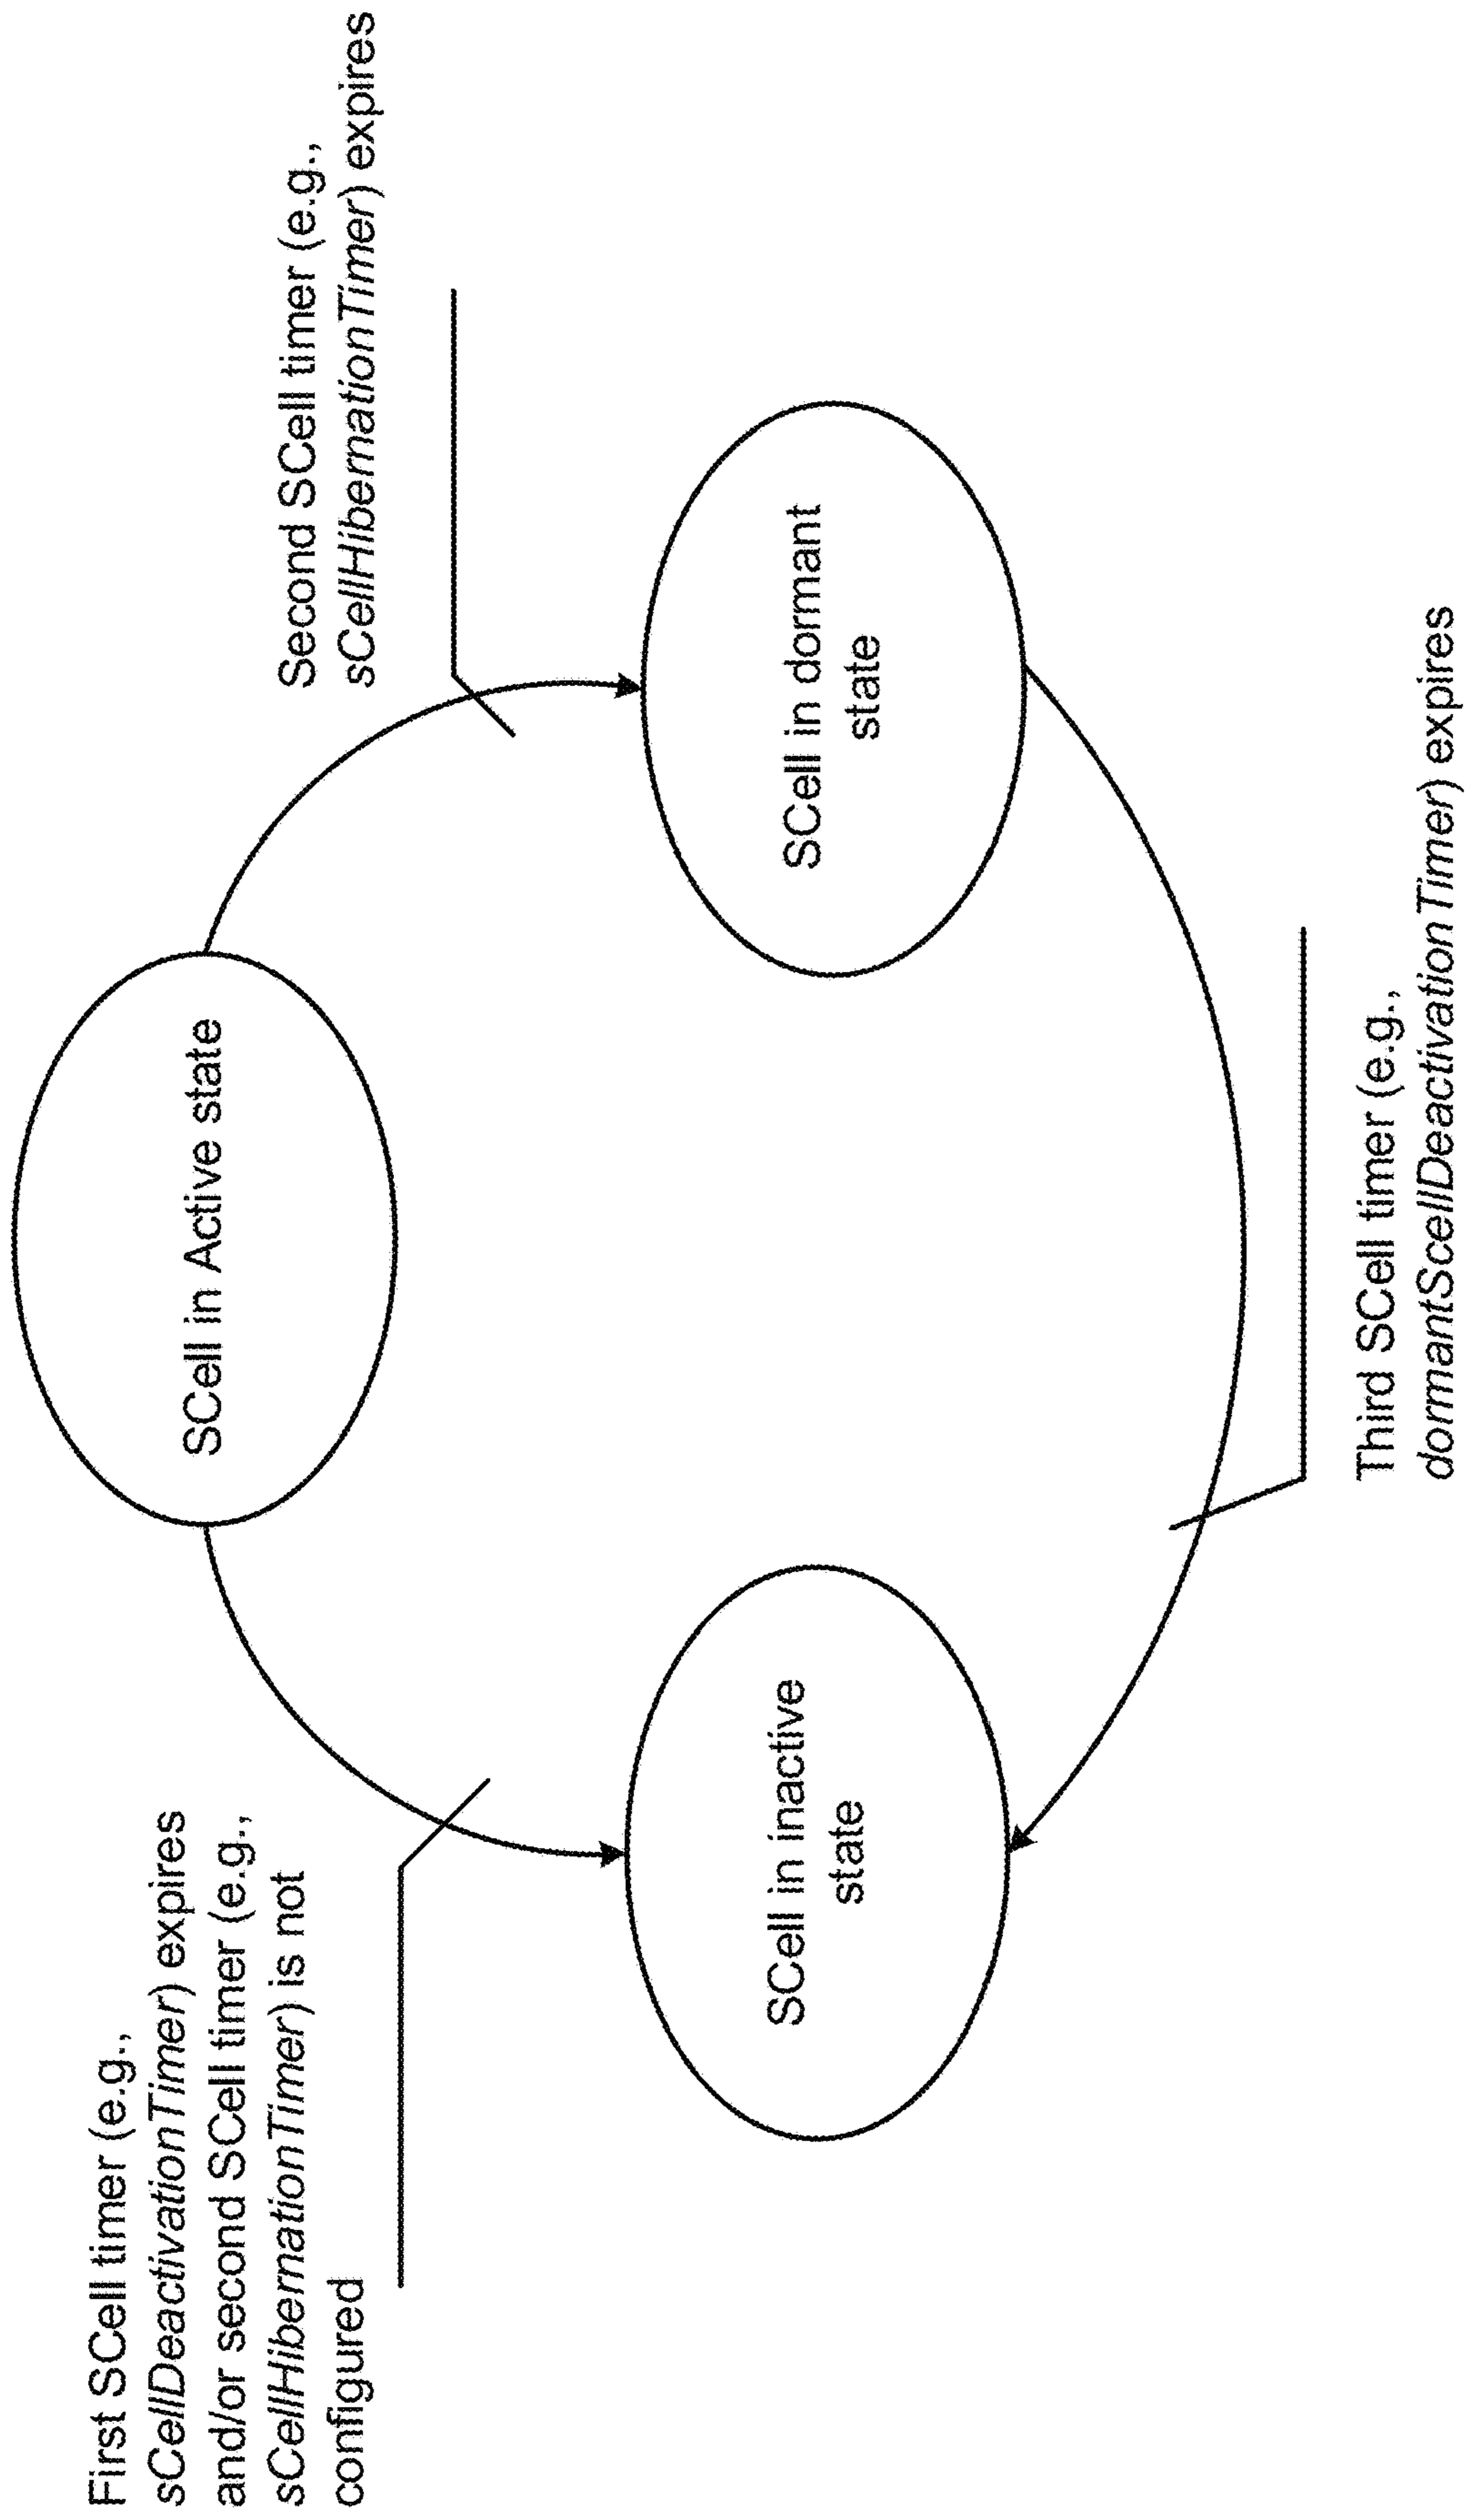 First SCell timer (e.g.,
sCellDeactivationTimer) expires
and/or second SCell timer (e.g.,
sCellHibernationTimer) is not
configured
SCell in Active state
Second SCell timer (e.g.,
sCellHibernationTimer) expires
SCell in inactive
state
SCell in dormant
state
Third SCell timer (e.g.,
dormantScellDeactivationTimer) expires